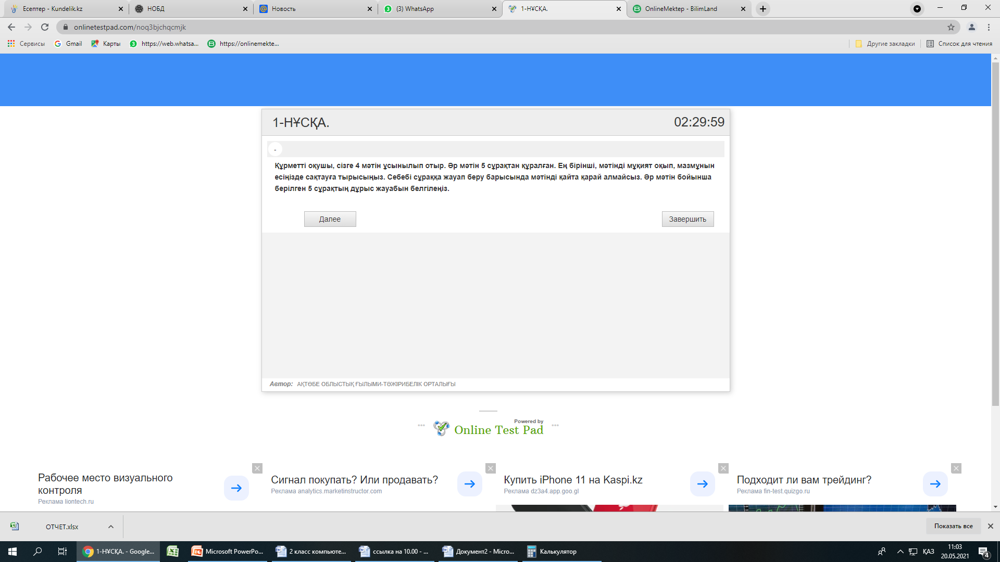 Есептер - Kundelik.kz
НОБД
Новость
(3) WhatsApp
1-НҰСҚА.
OnlineMektep - BilimLand
onlinetestpad.com/noq3bjchqcmjk
Сервисы
Gmail
Карты
https://web.whatsa...
https://onlinemekte...
Другие закладки
Список для чтения
1-НҰСҚА.
02:29:59
-
Құрметті оқушы, сізге 4 мәтін ұсынылып отыр. Әр мәтін 5 сұрақтан құралған. Ең бірінші, мәтінді мұқият оқып, мазмұнын
есіңізде сақтауға тырысыңыз. Себебі сұраққа жауап беру барысында мәтінді қайта қарай алмайсыз. Әр мәтін бойынша
берілген 5 сұрақтың дұрыс жауабын белгілеңіз.
Далее
Завершить
Автор: АҚТӨБЕ ОБЛЫСТЫҚ ҒЫЛЫМИ-ТӘЖІРИБЕЛІК ОРТАЛЫҒЫ
Powered by
Online Test Pad
Рабочее место визуального
контроля
Реклама liontech.ru
Сигнал покупать? Или продавать?
Реклама analytics.marketinstructor.com
Купить iPhone 11 на Kaspi.kz
Реклама dz3a4.app.goo.gl
Подходит ли вам трейдинг?
Реклама fin-test.quizgo.ru
ОТЧЕТ.xlsx
Показать все
1-НҰСҚА. - Google...
Microsoft PowerPo...
2 класс компьюте...
ссылка на 10.00 - ...
Документ2 - Micro...
Калькулятор
ҚАЗ
11:03
20.05.2021
4